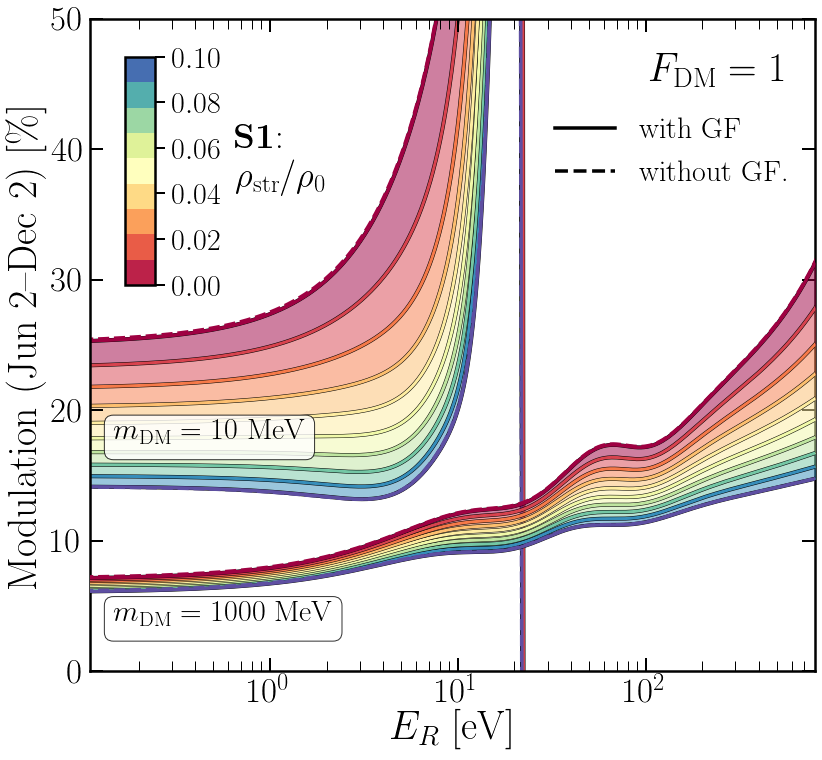 50
40
30
20
10
0
Modulation (Jun 2–Dec 2) [%]
0.10
0.08
0.06
0.04
0.02
0.00
S1:
ρstr/ρ0
FDM = 1
with GF
without GF.
mDM = 10 MeV
mDM = 1000 MeV
10^0
10^1
10^2
ER [eV]